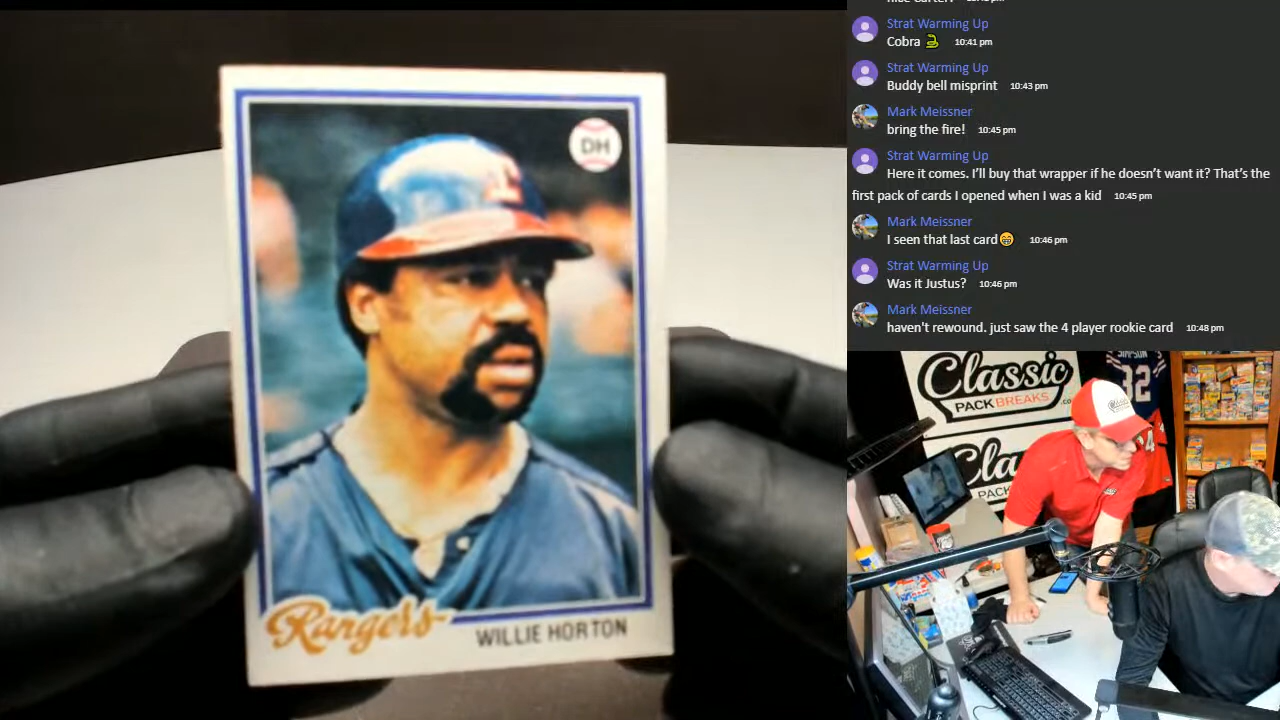 DH
Rangers
WILLIE HORTON
Strat Warming Up
Cobra 🐍 10:41 pm
Strat Warming Up
Buddy bell misprint 10:43 pm
Mark Meissner
bring the fire! 10:45 pm
Strat Warming Up
Here it comes. I'll buy that wrapper if he doesn't want it? That's the
first pack of cards I opened when I was a kid 10:45 pm
Mark Meissner
I seen that last card😁 10:46 pm
Strat Warming Up
Was it Justus? 10:46 pm
Mark Meissner
haven't rewound. just saw the 4 player rookie card 10:48 pm
Classic
PACKBREAKS.co
SIMPSON
32
Cla
PACK